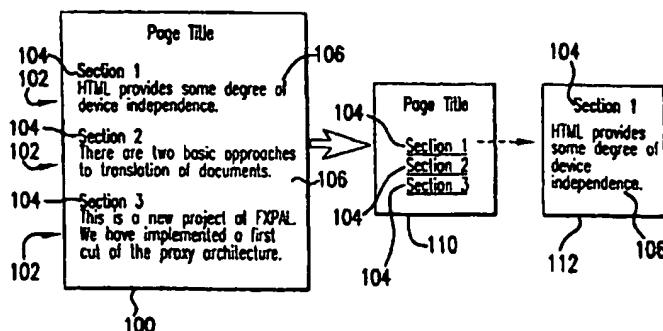 Page Title
104
Section 1
106
HTML provides some degree of
device independence.
102
104
Section 2
There are two basic approaches
to translation of documents.
102
106
104
Section 3
This is a new project at FXPAL.
We have implemented a first
cut of the proxy architecture.
102
100
Page Title
104
Section 1
Section 2
Section 3
104
104
110
104
Section 1
HTML provides
some degree of
device
independence.
112
106